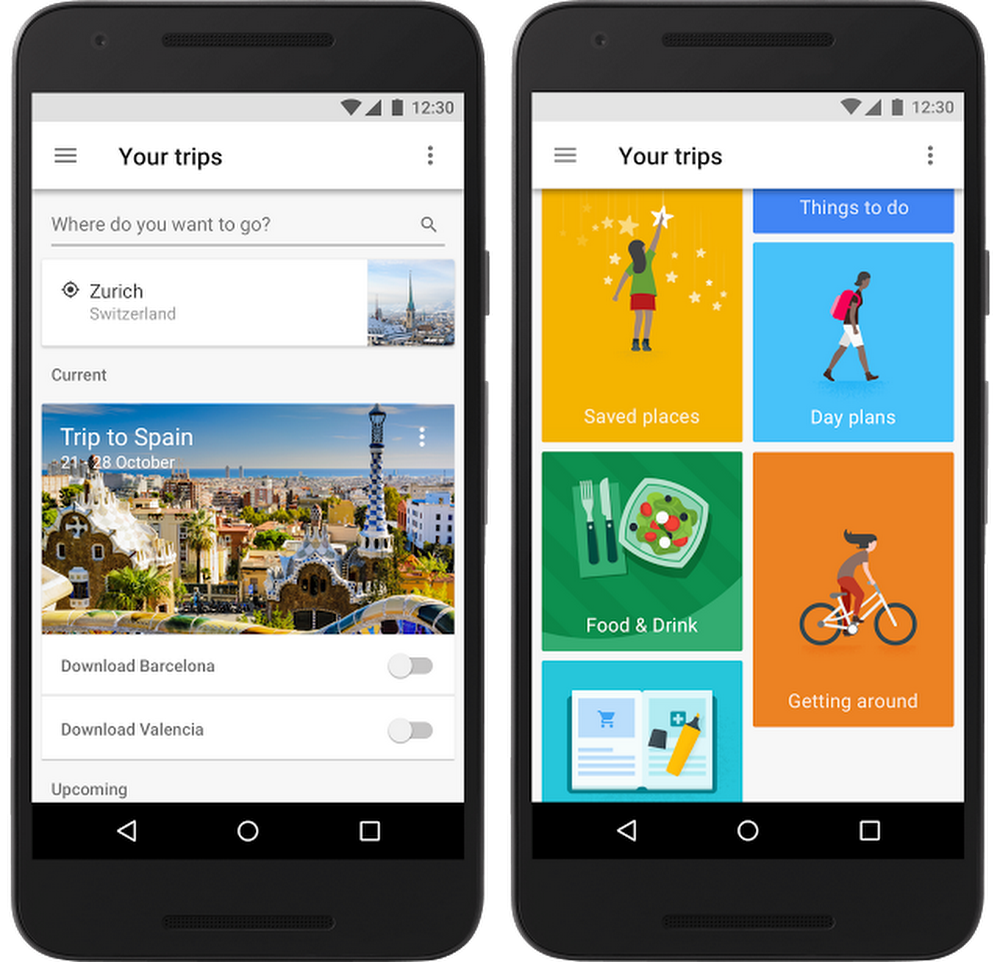 12:30
Your trips
Where do you want to go?
Zurich
Switzerland
Current
Trip to Spain
21 - 28 October
Download Barcelona
Download Valencia
Upcoming
12:30
Your trips
Things to do
Saved places
Day plans
Food & Drink
Getting around